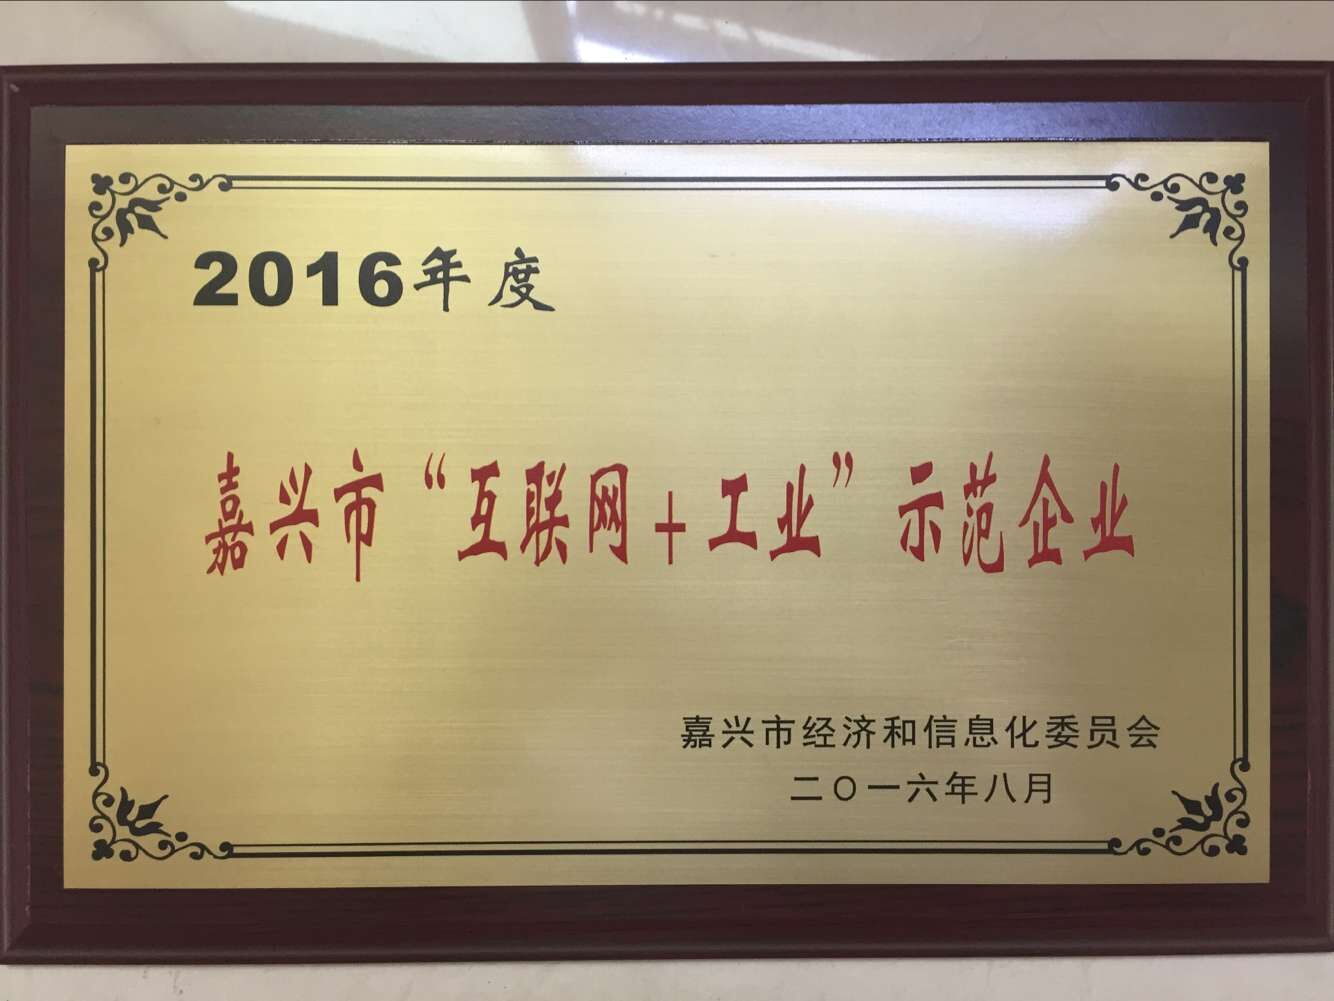 2016年度
嘉兴市“互联网+工业”示范企业
嘉兴市经济和信息化委员会
二〇一六年八月